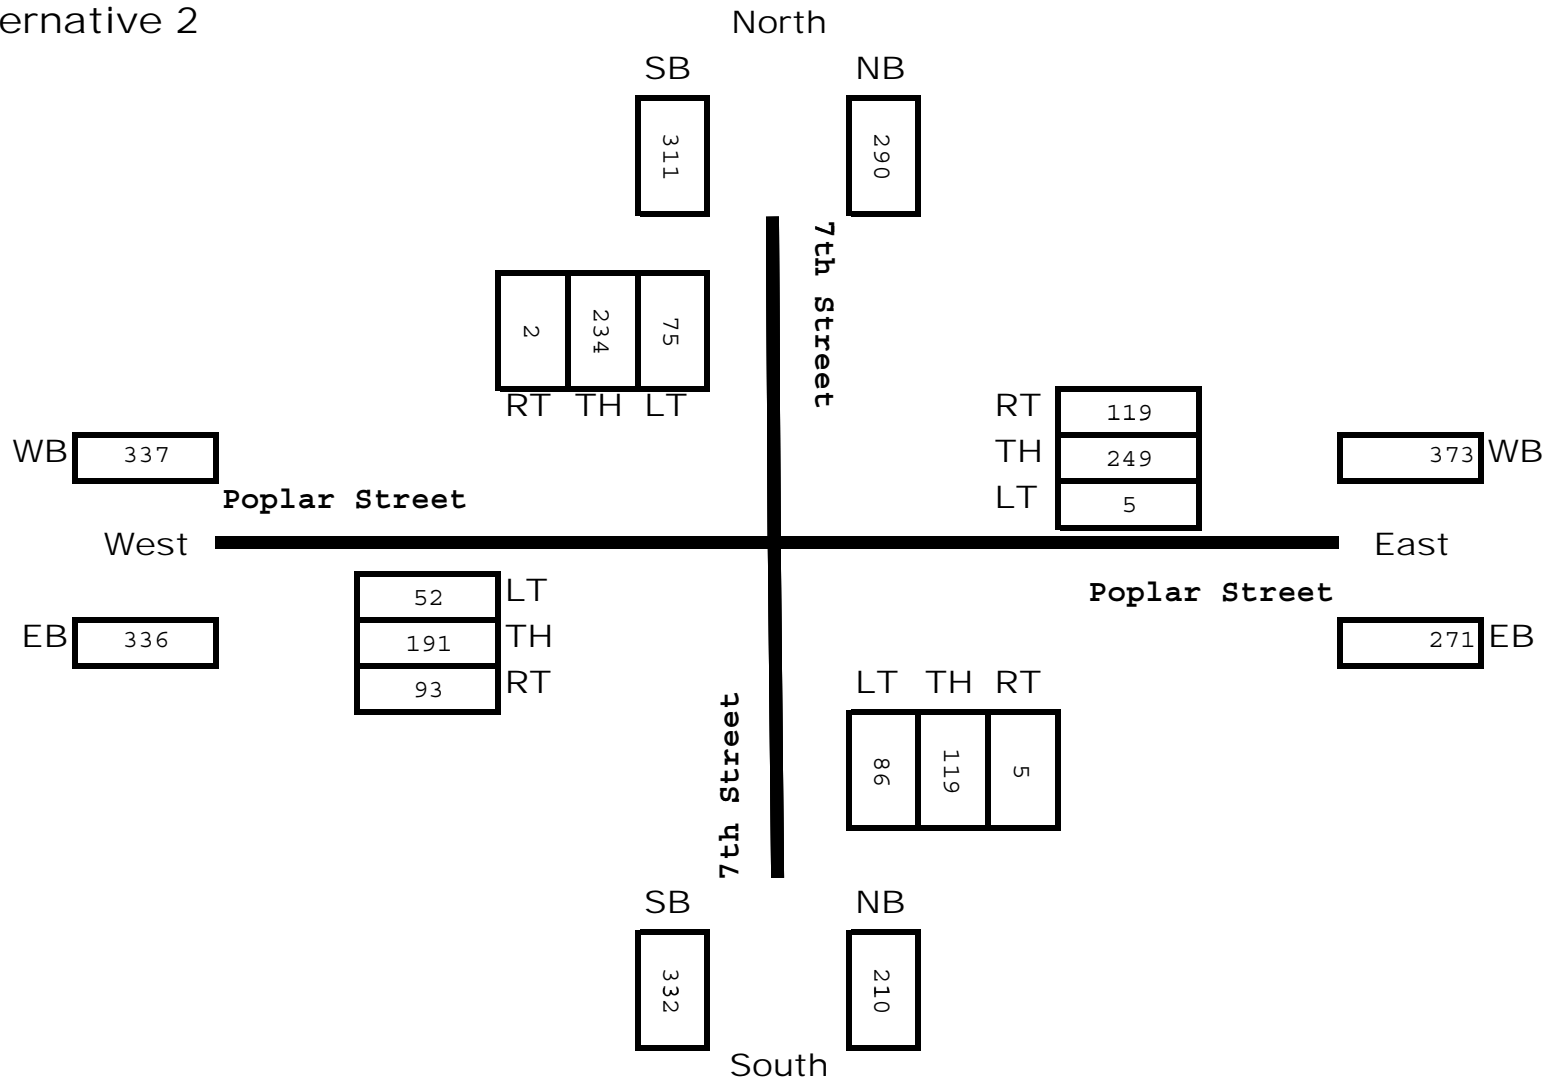 ernative 2
North
SB NB
311
290
7th Street
2
234
75
RT TH LT
RT 119
TH 249
LT 5
WB 337
373 WB
Poplar Street
West
East
Poplar Street
52 LT
191 TH
93 RT
EB 336
271 EB
LT TH RT
86
119
5
7th Street
SB NB
332
210
South